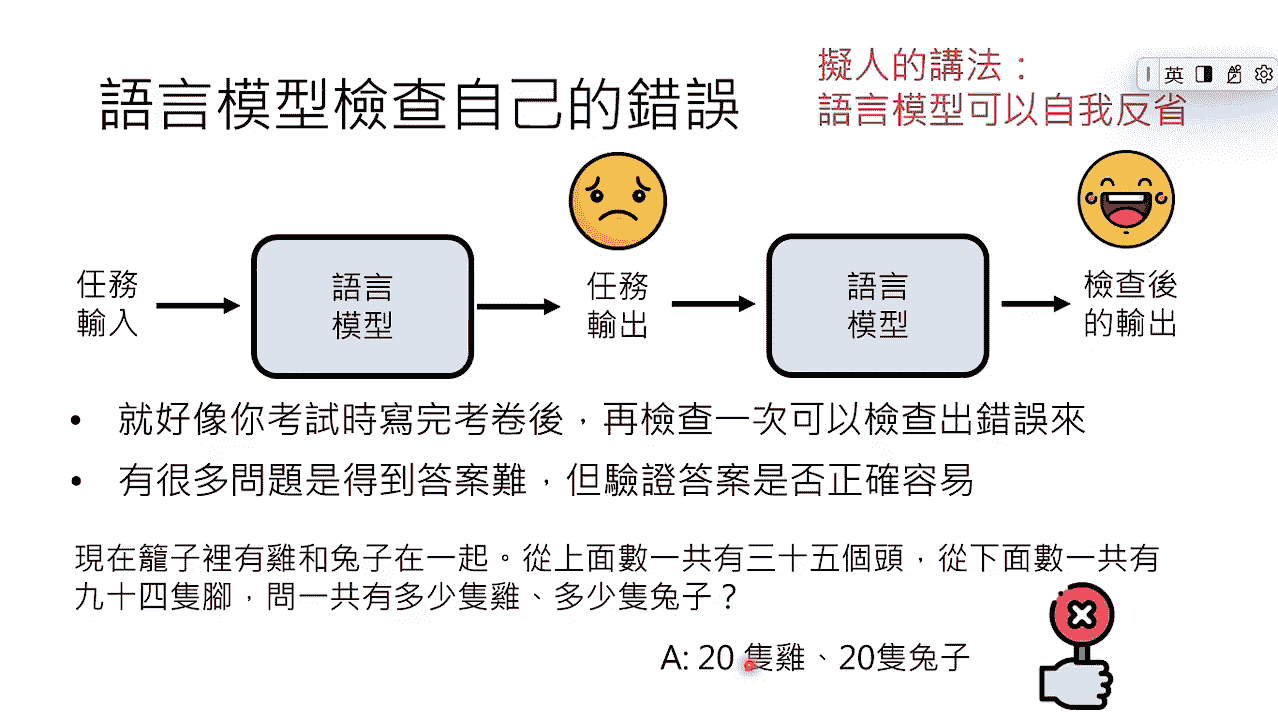 擬人的講法：
語言模型可以自我反省
英
語言模型檢查自己的錯誤
任務
輸入
語言
模型
任務
輸出
語言
模型
檢查後
的輸出
• 就好像你考試時寫完考卷後，再檢查一次可以檢查出錯誤來
• 有很多問題是得到答案難，但驗證答案是否正確容易
現在籠子裡有雞和兔子在一起。從上面數一共有三十五個頭，從下面數一共有
九十四隻腳，問一共有多少隻雞、多少隻兔子？
A: 20 隻雞、20隻兔子